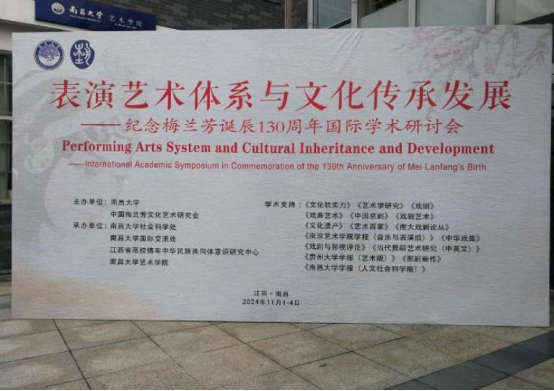 南昌大学 艺术学院
表演艺术体系与文化传承发展
——纪念梅兰芳诞辰130周年国际学术研讨会
Performing Arts System and Cultural Inheritance and Development
——International Academic Symposium in Commemoration of the 130th Anniversary of Mei Lanfang's Birth
主办单位：南昌大学
中国梅兰芳文化艺术研究会
承办单位：南昌大学社会科学处
南昌大学国际交流处
江西省高校铸牢中华民族共同体意识研究中心
南昌大学艺术学院
学术支持：《文化软实力》《艺术学研究》《戏剧》
《戏曲艺术》《中国京剧》《戏剧艺术》
《文化遗产》《艺术百家》《南大戏剧论丛》
《南京艺术学院学报（音乐与表演版）》《中华戏曲》
《戏剧与影视评论》《当代舞蹈艺术研究（中英文）》
《贵州大学学报（艺术版）》《影剧新作》
《南昌大学学报（人文社会科学版）》
江西·南昌
2024年11月1-4日